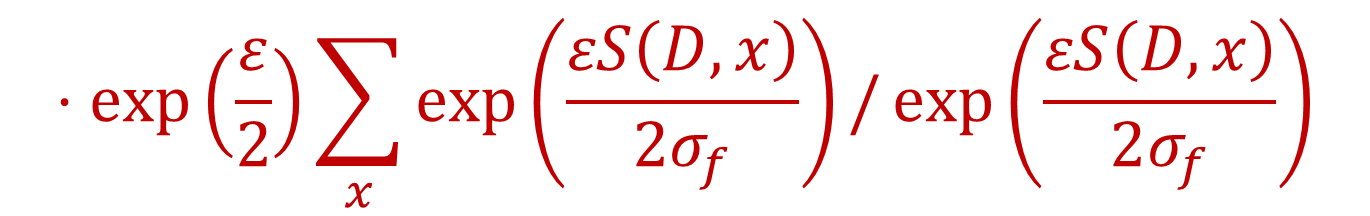 · exp (ε/2) ∑_x exp (εS(D, x)/2σ_f) / exp (εS(D, x)/2σ_f)